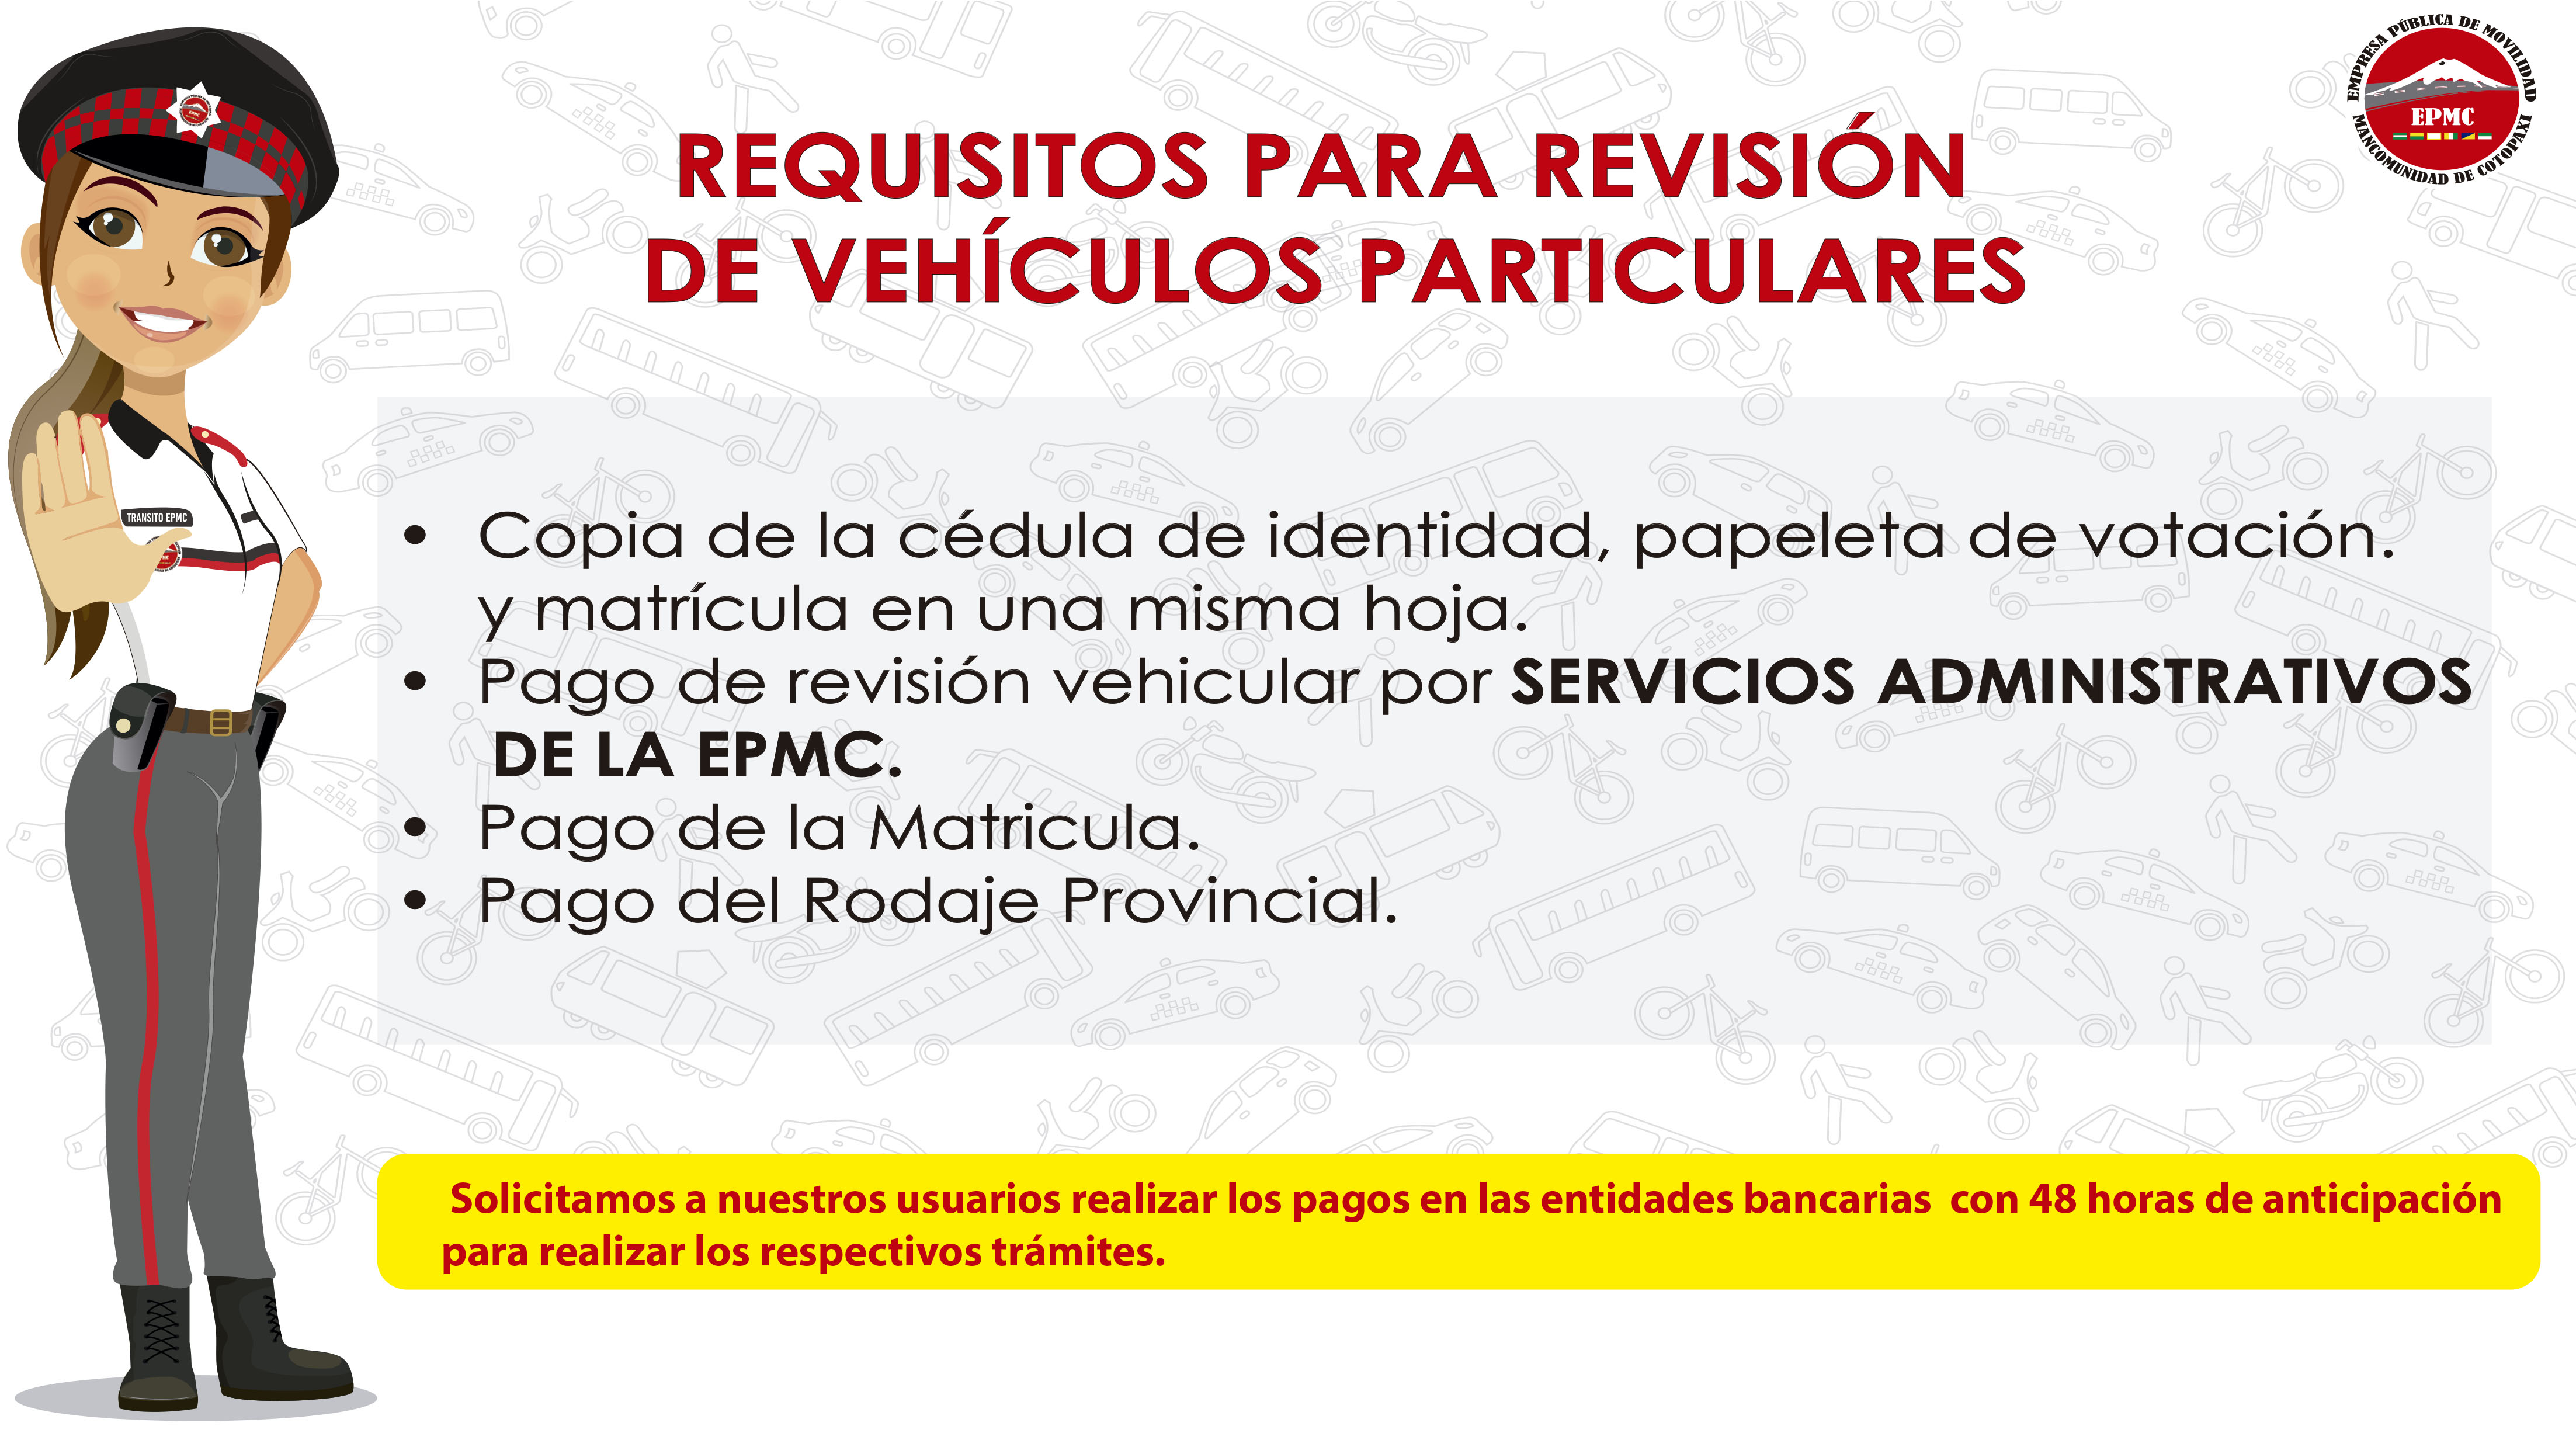 EMPRESA PÚBLICA DE MOVILIDAD
EPMC
MANCOMUNIDAD DE COTOPAXI
REQUISITOS PARA REVISIÓN
DE VEHÍCULOS PARTICULARES
EPMC
TRANSITO EPMC
• Copia de la cédula de identidad, papeleta de votación.
y matrícula en una misma hoja.
• Pago de revisión vehicular por SERVICIOS ADMINISTRATIVOS
DE LA EPMC.
• Pago de la Matricula.
• Pago del Rodaje Provincial.
Solicitamos a nuestros usuarios realizar los pagos en las entidades bancarias con 48 horas de anticipación
para realizar los respectivos trámites.